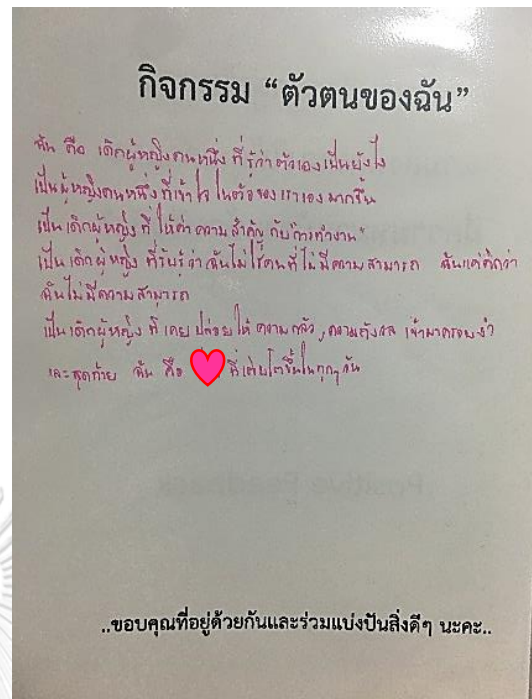 กิจกรรม “ตัวตนของฉัน”
ฉัน คือ เด็กผู้หญิงคนหนึ่ง ที่รู้ว่าตัวเองเป็นยังไง
เป็นผู้หญิงคนหนึ่งที่เข้าใจในตัวของเราเองมากขึ้น
เป็นเด็กผู้หญิง ที่ให้ค่าความสำคัญกับ"การทำงาน"
เป็นเด็กผู้หญิง ที่รับรู้ว่าฉันไม่ใช่คนที่ไม่มีความสามารถ ฉันแค่คิดว่า
ฉันไม่มีความสามารถ
เป็นเด็กผู้หญิง ที่เคยปล่อยให้ความกลัว, ความกังวล เข้ามาครอบงำ
และสุดท้าย ฉัน คือ ที่เติบโตขึ้นในทุกๆวัน
..ขอบคุณที่อยู่ด้วยกันและร่วมแบ่งปันสิ่งดีๆ นะคะ..